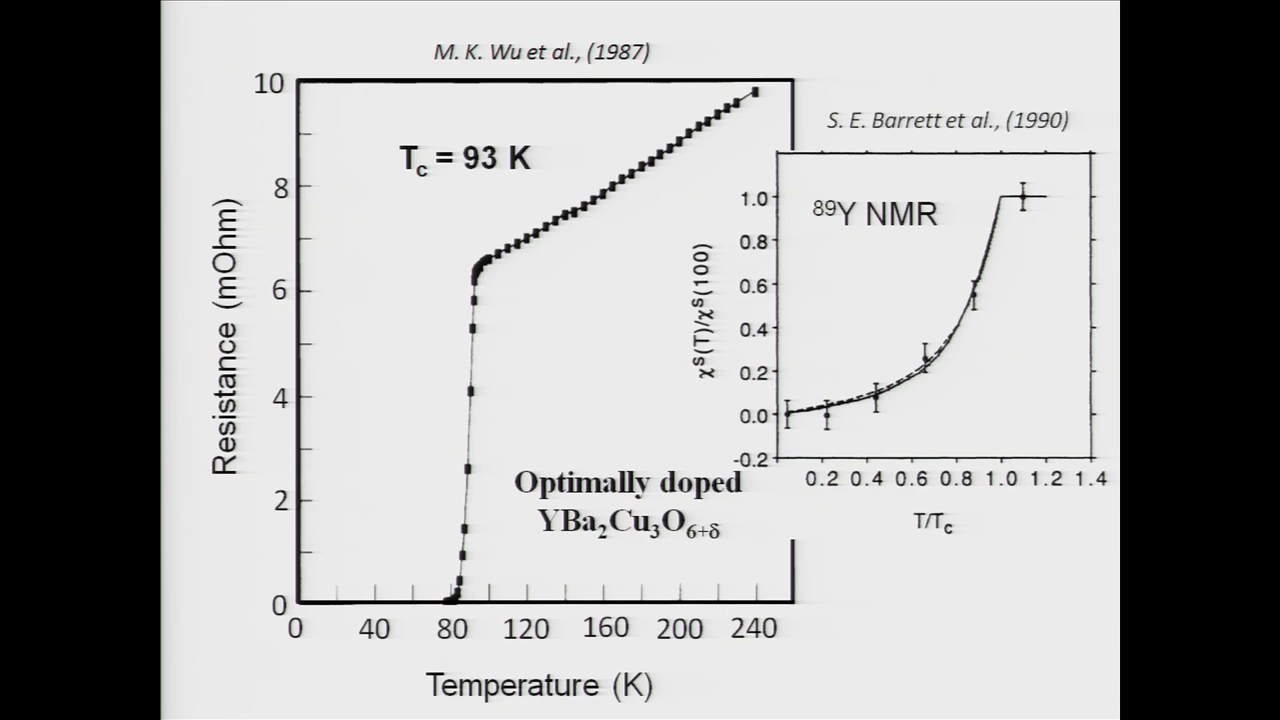 M. K. Wu et al., (1987)
10
8
6
4
2
0
Resistance (mOhm)
T_c = 93 K
Optimally doped
YBa₂Cu₃O₆₊δ
0 40 80 120 160 200 240
Temperature (K)
S. E. Barrett et al., (1990)
⁸⁹Y NMR
1.0
0.8
0.6
0.4
0.2
0.0
-0.2
χˢ(T)/χˢ(100)
0.2 0.4 0.6 0.8 1.0 1.2 1.4
T/T_c